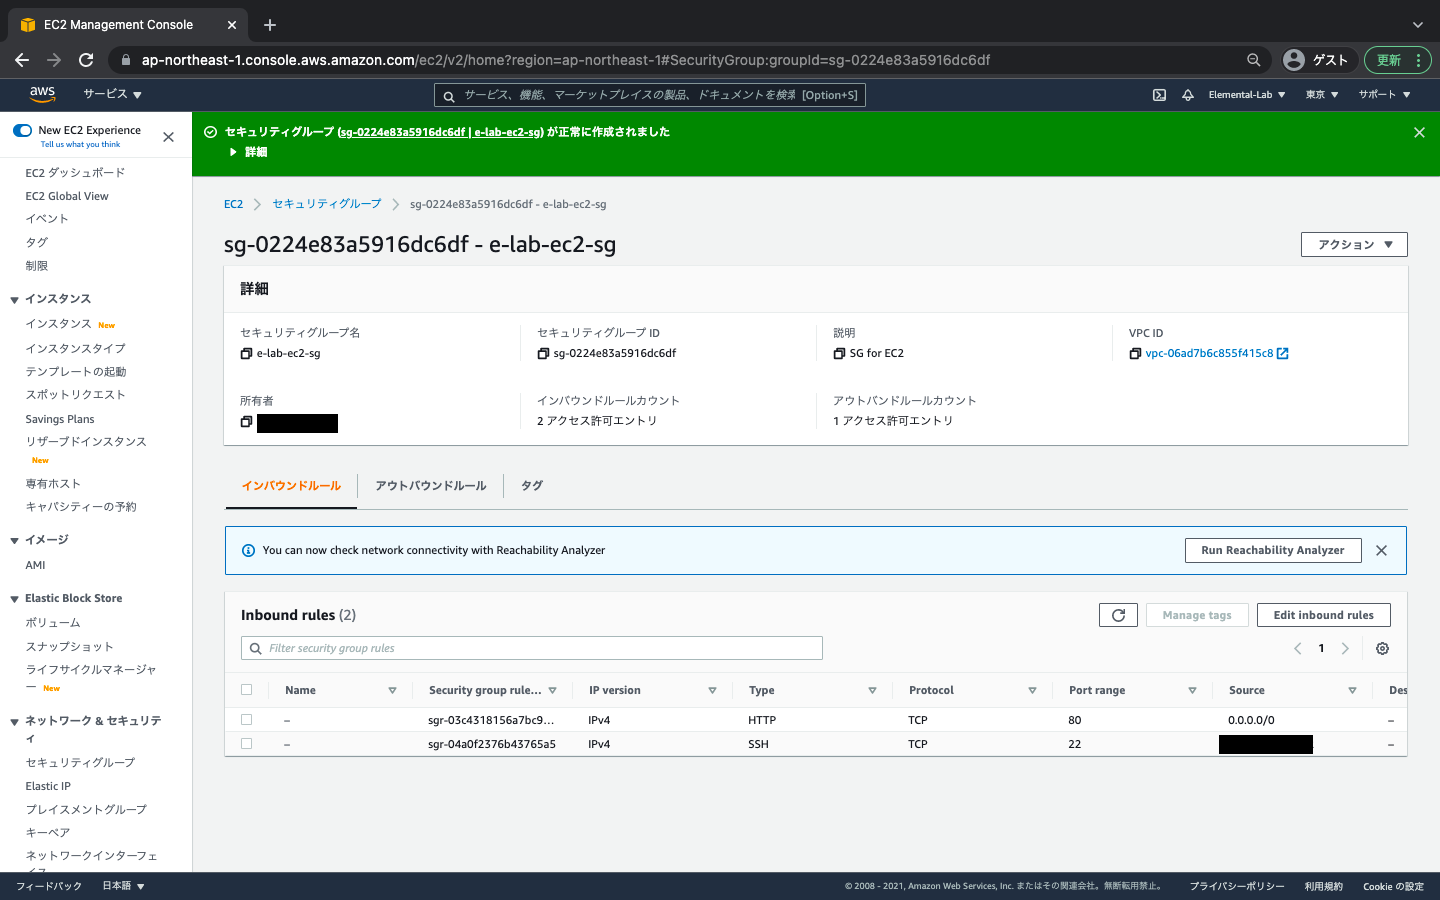 EC2 Management Console
ap-northeast-1.console.aws.amazon.com/ec2/v2/home?region=ap-northeast-1#SecurityGroup:groupId=sg-0224e83a5916dc6df
ゲスト
更新
aws
サービス
サービス、機能、マーケットプレイスの製品、ドキュメントを検索 [Option+S]
Elemental-Lab
東京
サポート
New EC2 Experience
Tell us what you think
EC2 ダッシュボード
EC2 Global View
イベント
タグ
制限
インスタンス
インスタンス New
インスタンスタイプ
テンプレートの起動
スポットリクエスト
Savings Plans
リザーブドインスタンス
New
専有ホスト
キャパシティーの予約
イメージ
AMI
Elastic Block Store
ボリューム
スナップショット
ライフサイクルマネージャ
ー New
ネットワーク & セキュリテ
ィ
セキュリティグループ
Elastic IP
プレイスメントグループ
キーペア
ネットワークインターフェ
イス
セキュリティグループ (sg-0224e83a5916dc6df | e-lab-ec2-sg) が正常に作成されました
詳細
EC2
セキュリティグループ
sg-0224e83a5916dc6df - e-lab-ec2-sg
sg-0224e83a5916dc6df - e-lab-ec2-sg
アクション
詳細
セキュリティグループ名
e-lab-ec2-sg
セキュリティグループ ID
sg-0224e83a5916dc6df
説明
SG for EC2
VPC ID
vpc-06ad7b6c855f415c8
所有者
インバウンドルールカウント
2 アクセス許可エントリ
アウトバンドルールカウント
1 アクセス許可エントリ
インバウンドルール
アウトバウンドルール
タグ
You can now check network connectivity with Reachability Analyzer
Run Reachability Analyzer
Inbound rules (2)
Manage tags
Edit inbound rules
Filter security group rules
1
Name Security group rule... IP version Type Protocol Port range Source Des
– sgr-03c4318156a7bc9... IPv4 HTTP TCP 80 0.0.0.0/0 –
– sgr-04a0f2376b43765a5 IPv4 SSH TCP 22 –
フィードバック
日本語
© 2008 - 2021, Amazon Web Services, Inc. またはその関連会社。無断転用禁止。
プライバシーポリシー
利用規約
Cookie の設定